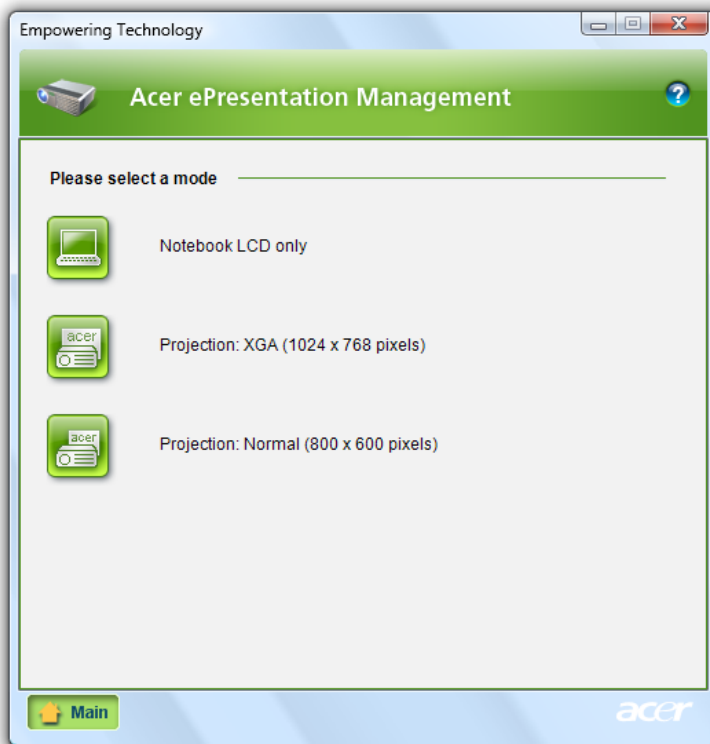 Empowering Technology
Acer ePresentation Management
?
Please select a mode
Notebook LCD only
acer
Projection: XGA (1024 x 768 pixels)
acer
Projection: Normal (800 x 600 pixels)
Main
acer